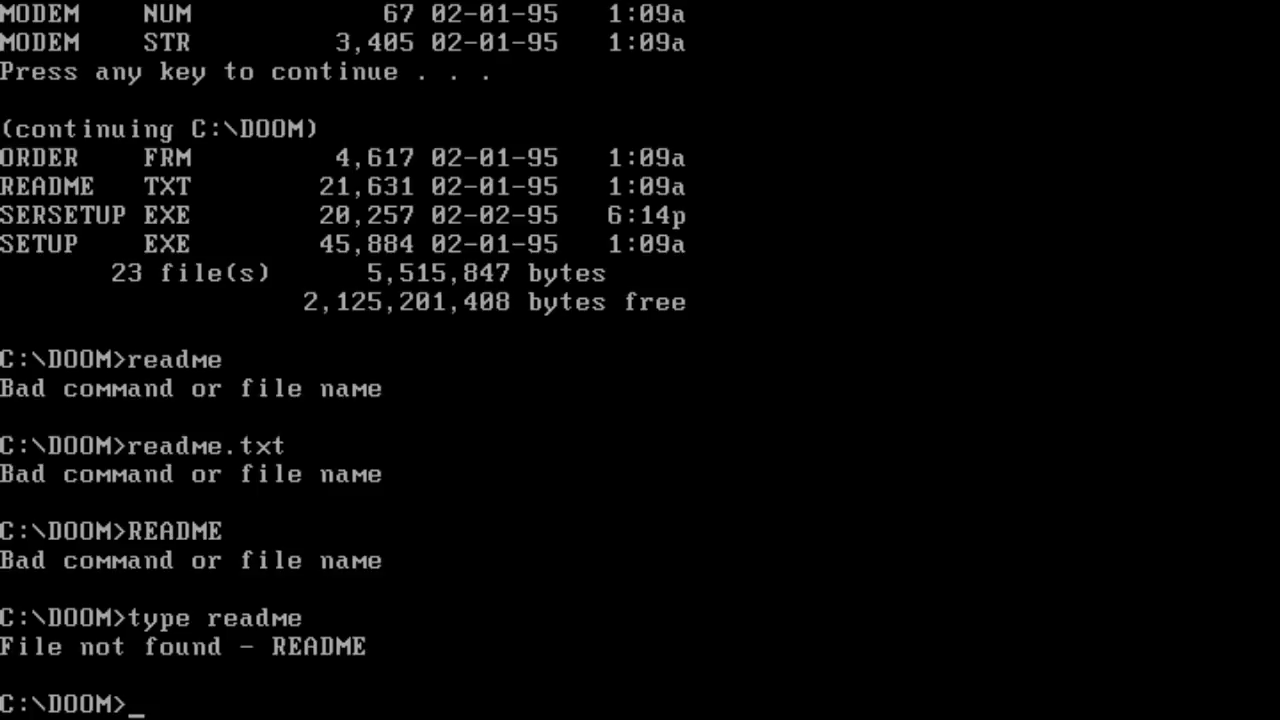 MODEM    NUM            67 02-01-95   1:09a
MODEM    STR         3,405 02-01-95   1:09a
Press any key to continue . . .
(continuing C:\DOOM)
ORDER    FRM         4,617 02-01-95   1:09a
README   TXT        21,631 02-01-95   1:09a
SERSETUP EXE        20,257 02-02-95   6:14p
SETUP    EXE        45,884 02-01-95   1:09a
       23 file(s)      5,515,847 bytes
                   2,125,201,408 bytes free
C:\DOOM>readme
Bad command or file name
C:\DOOM>readme.txt
Bad command or file name
C:\DOOM>README
Bad command or file name
C:\DOOM>type readme
File not found - README
C:\DOOM>_